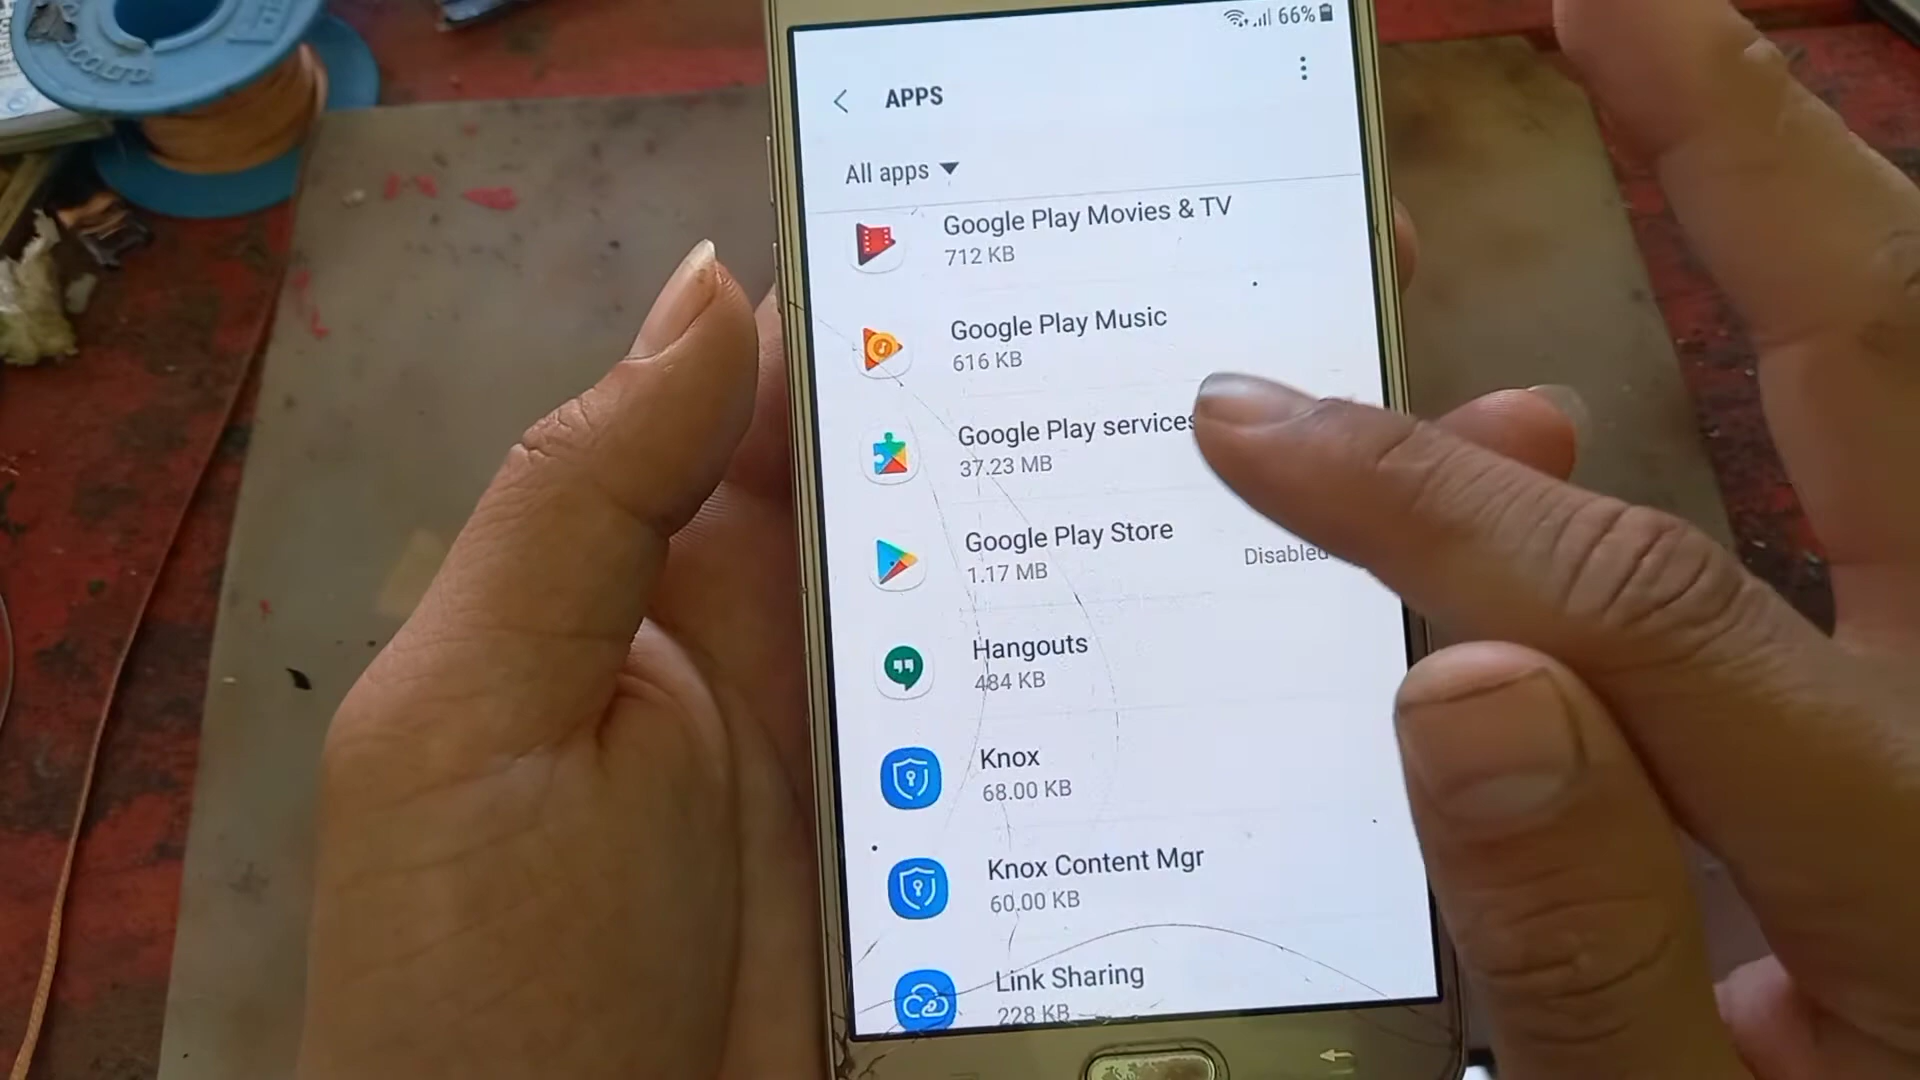 CO.LTD.
66%
APPS
All apps
Google Play Movies & TV
712 KB
Google Play Music
616 KB
Google Play services
37.23 MB
Google Play Store
1.17 MB
Disabled
Hangouts
484 KB
Knox
68.00 KB
Knox Content Mgr
60.00 KB
Link Sharing
228 KB